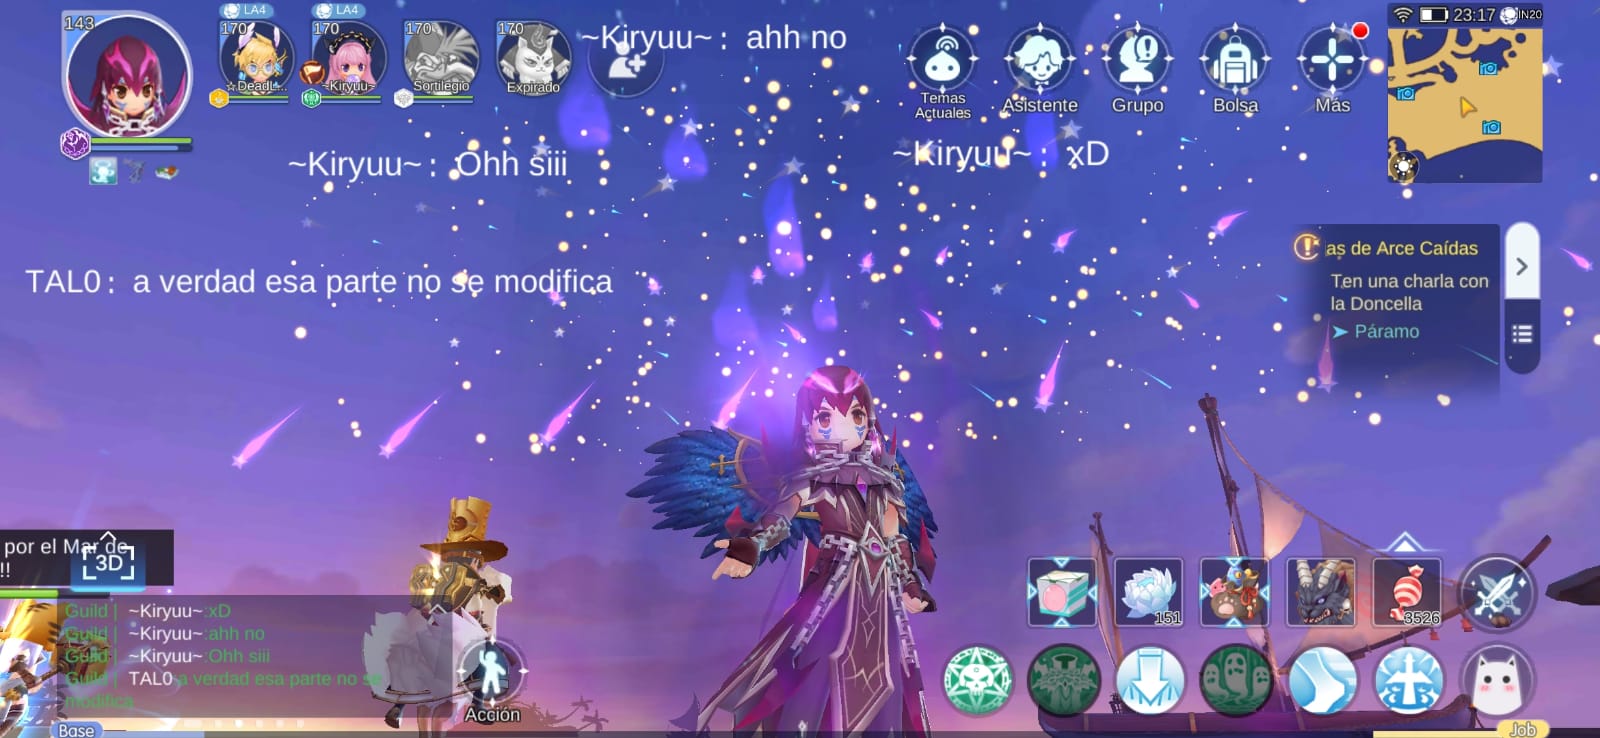 143
LA4
170
☆DeadL...
LA4
170
~Kiryuu~
170
Sortilegio
170
Expirado
~Kiryuu~: ahh no
Temas
Actuales
Asistente
Grupo
Bolsa
Más
23:17
IN20
~Kiryuu~: Ohh siii
~Kiryuu~: xD
TAL0: a verdad esa parte no se modifica
as de Arce Caídas
Ten una charla con
la Doncella
➤ Páramo
por el Mar de
!!
3D
Guild | ~Kiryuu~:xD
Guild | ~Kiryuu~:ahh no
Guild | ~Kiryuu~:Ohh siii
Guild | TAL0 a verdad esa parte no se
modifica
Acción
151
3526
Base
Job